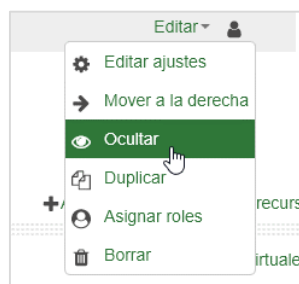 Editar
Editar ajustes
Mover a la derecha
Ocultar
Duplicar
Asignar roles
Borrar